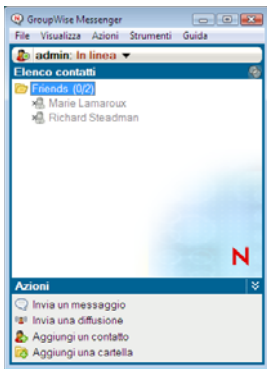 GroupWise Messenger
File Visualizza Azioni Strumenti Guida
admin: In linea
Elenco contatti
Friends (0/2)
Marie Lamaroux
Richard Steadman
N
Azioni
Invia un messaggio
Invia una diffusione
Aggiungi un contatto
Aggiungi una cartella